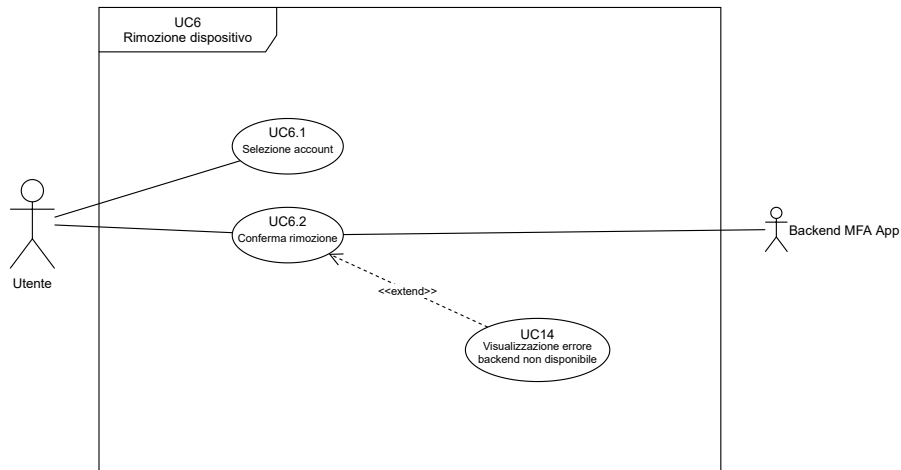 UC6
Rimozione dispositivo
UC6.1
Selezione account
UC6.2
Conferma rimozione
Backend MFA App
Utente
<<extend>>
UC14
Visualizzazione errore
backend non disponibile